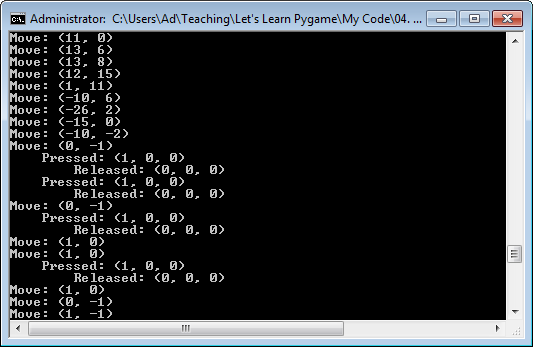 Administrator: C:\Users\Ad\Teaching\Let's Learn Pygame\My Code\04. ...
Move: (11, 0)
Move: (13, 6)
Move: (13, 8)
Move: (12, 15)
Move: (1, 11)
Move: (-10, 6)
Move: (-26, 2)
Move: (-15, 0)
Move: (-10, -2)
Move: (0, -1)
    Pressed: (1, 0, 0)
        Released: (0, 0, 0)
    Pressed: (1, 0, 0)
        Released: (0, 0, 0)
Move: (0, -1)
    Pressed: (1, 0, 0)
        Released: (0, 0, 0)
Move: (1, 0)
Move: (1, 0)
    Pressed: (1, 0, 0)
        Released: (0, 0, 0)
Move: (1, 0)
Move: (0, -1)
Move: (1, -1)